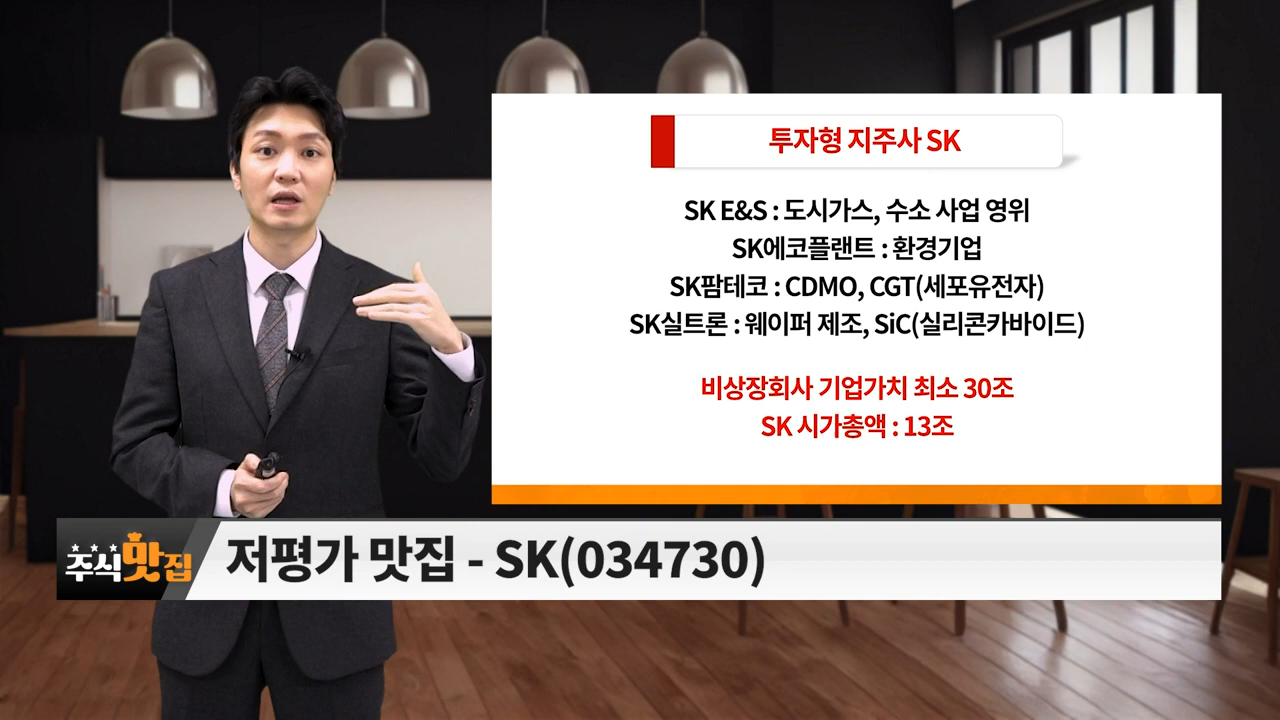 투자형 지주사 SK
SK E&S : 도시가스, 수소 사업 영위
SK에코플랜트 : 환경기업
SK팜테코 : CDMO, CGT(세포유전자)
SK실트론 : 웨이퍼 제조, SiC(실리콘카바이드)
비상장회사 기업가치 최소 30조
SK 시가총액 : 13조
주식맛집
저평가 맛집 - SK(034730)